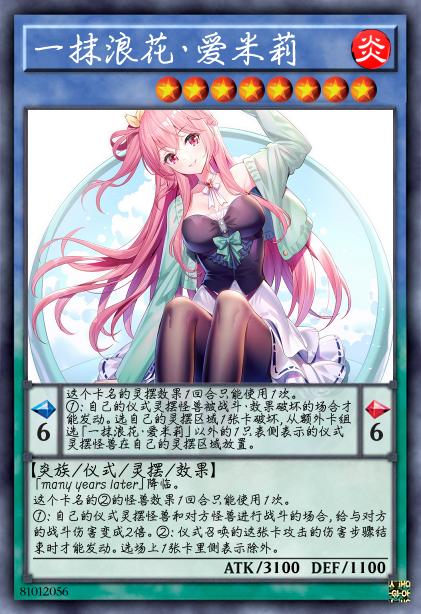 一抹浪花·爱米莉
炎
这个卡名的灵摆效果1回合只能使用1次。
①:自己的仪式灵摆怪兽被战斗·效果破坏的场合才
能发动。选自己的灵摆区域1张卡破坏,从额外卡组
选「一抹浪花·爱米莉」以外的1只表侧表示的仪式
灵摆怪兽在自己的灵摆区域放置。
6
6
【炎族/仪式/灵摆/效果】
「many years later」降临。
这个卡名的②的怪兽效果1回合只能使用1次。
①:自己的仪式灵摆怪兽和对方怪兽进行战斗的场合,给与对方
的战斗伤害变成2倍。②:仪式召唤的这张卡攻击的伤害步骤结
束时才能发动。选场上1张卡里侧表示除外。
ATK/3100 DEF/1100
81012056